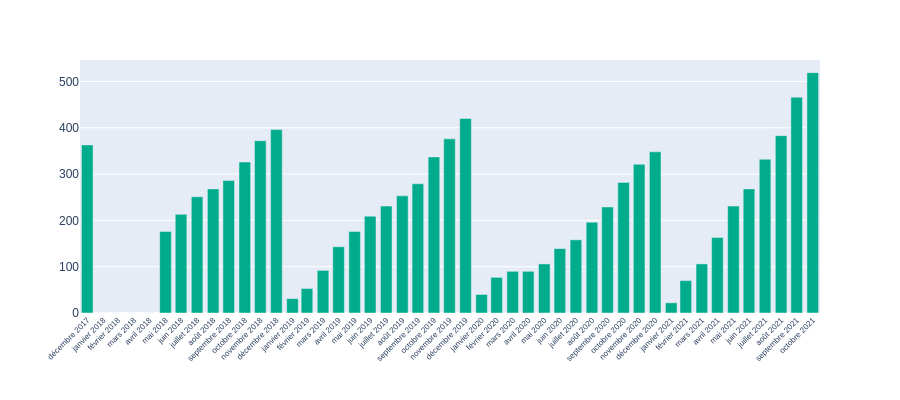 500
400
300
200
100
0
décembre 2017
janvier 2018
février 2018
mars 2018
avril 2018
mai 2018
juin 2018
juillet 2018
août 2018
septembre 2018
octobre 2018
novembre 2018
décembre 2018
janvier 2019
février 2019
mars 2019
avril 2019
mai 2019
juin 2019
juillet 2019
août 2019
septembre 2019
octobre 2019
novembre 2019
décembre 2019
janvier 2020
février 2020
mars 2020
avril 2020
mai 2020
juin 2020
juillet 2020
août 2020
septembre 2020
octobre 2020
novembre 2020
décembre 2020
janvier 2021
février 2021
mars 2021
avril 2021
mai 2021
juin 2021
juillet 2021
août 2021
septembre 2021
octobre 2021